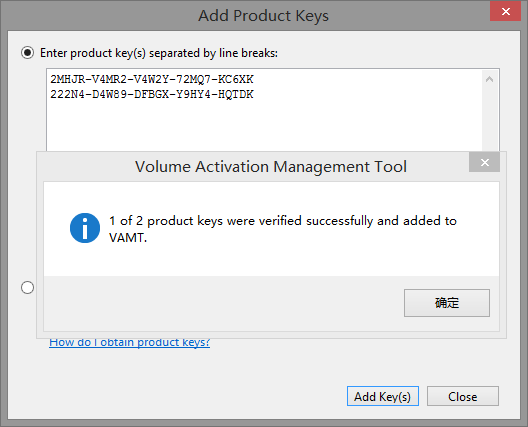 Add Product Keys
Enter product key(s) separated by line breaks:
2MHJR-V4MR2-V4W2Y-72MQ7-KC6XK
222N4-D4W89-DFBGX-Y9HY4-HQTDK
Volume Activation Management Tool
1 of 2 product keys were verified successfully and added to
VAMT.
确定
How do I obtain product keys?
Add Key(s)
Close